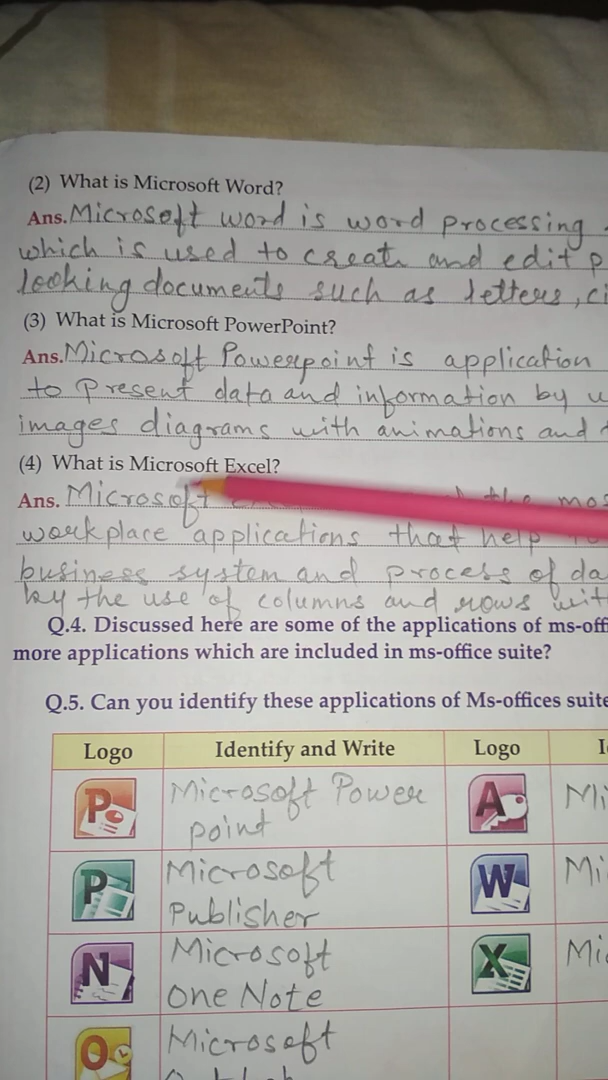 (2) What is Microsoft Word?
Ans. Microsoft word is word processing
which is used to creat and edit p
looking documents such as letters, ci
(3) What is Microsoft PowerPoint?
Ans. Microsoft Powerpoint is application
to present data and information by u
images diagrams with animations and
(4) What is Microsoft Excel?
Ans. Microsoft the mos
workplace applications that help to
business system and process of da
by the use of columns and rows wit
Q.4. Discussed here are some of the applications of ms-off
more applications which are included in ms-office suite?
Q.5. Can you identify these applications of Ms-offices suite
Logo Identify and Write Logo I
P Microsoft Power A Mi
point
P Microsoft W Mi
Publisher
N Microsoft X Mic
One Note
O Microsoft